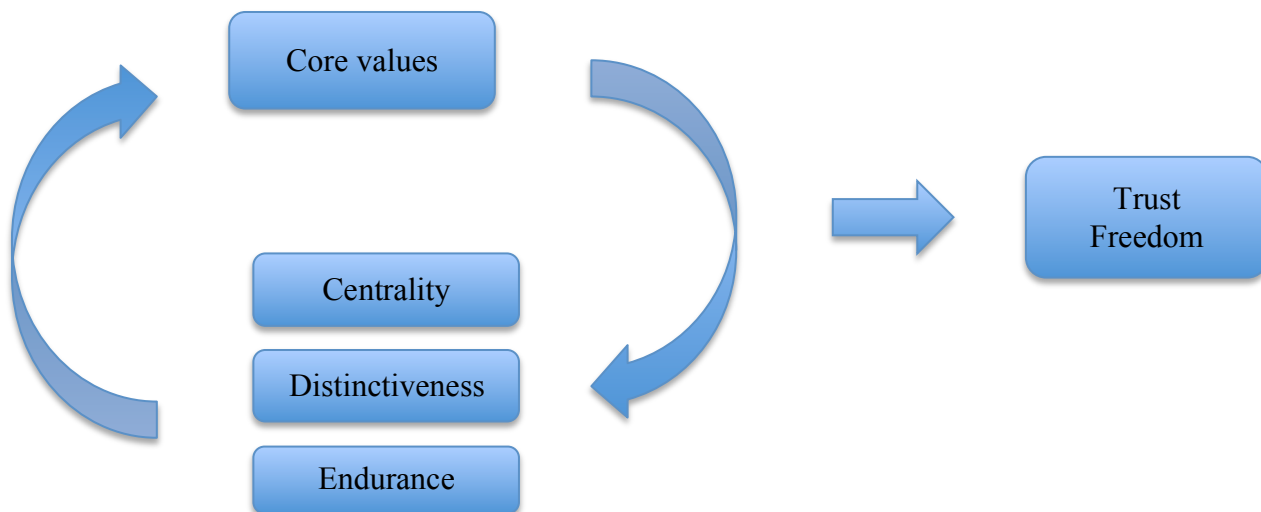 Core values
Trust
Freedom
Centrality
Distinctiveness
Endurance